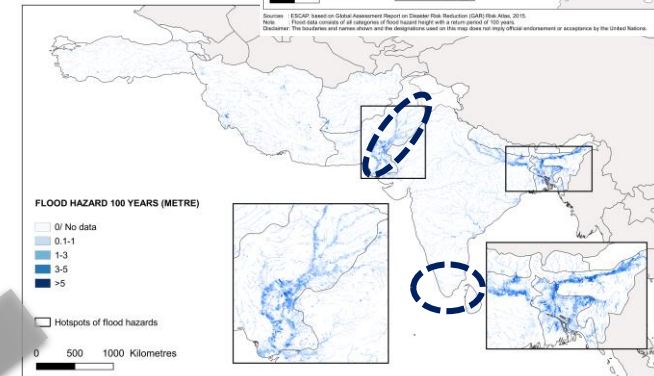 Sources : ESCAP, based on Global Assessment Report on Disaster Risk Reduction (GAR) Risk Atlas, 2015.
Note : Flood data consists of all categories of flood hazard height with a return period of 100 years.
Disclaimer: The boudaries and names shown and the designations used on this map does not imply official endorsement or acceptance by the United Nations.
FLOOD HAZARD 100 YEARS (METRE)
0/ No data
0.1-1
1-3
3-5
>5
Hotspots of flood hazards
0 500 1000 Kilometres